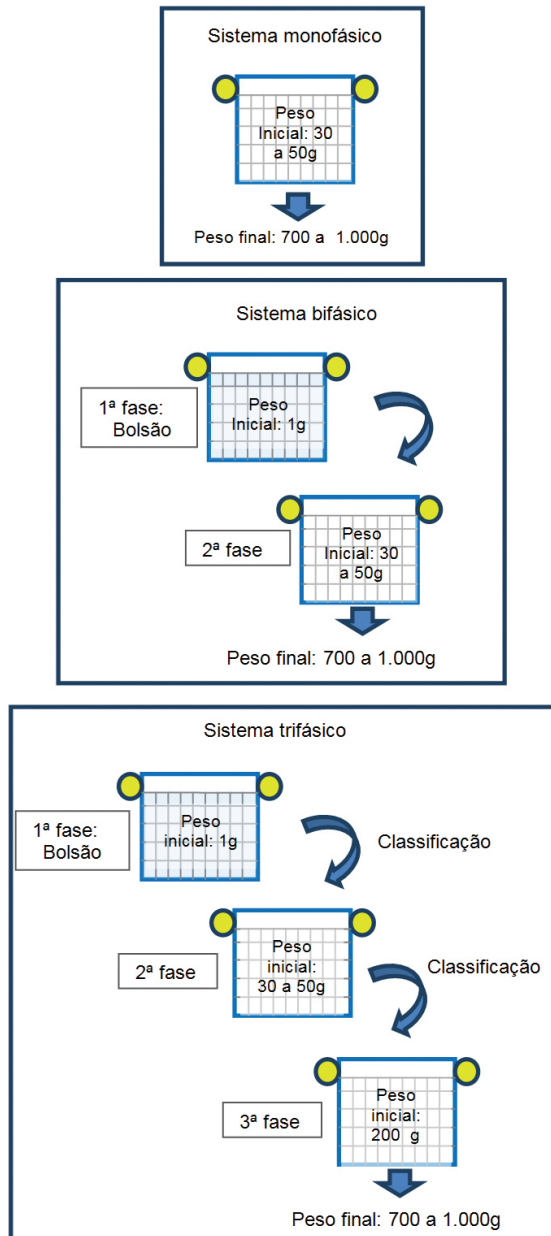 Sistema monofásico
Peso
Inicial: 30
a 50g
Peso final: 700 a 1.000g
Sistema bifásico
1ª fase:
Bolsão
Peso
Inicial: 1g
2ª fase
Peso
Inicial: 30
a 50g
Peso final: 700 a 1.000g
Sistema trifásico
1ª fase:
Bolsão
Peso
inicial: 1g
Classificação
2ª fase
Peso
inicial:
30 a 50g
Classificação
3ª fase
Peso
inicial:
200 g
Peso final: 700 a 1.000g